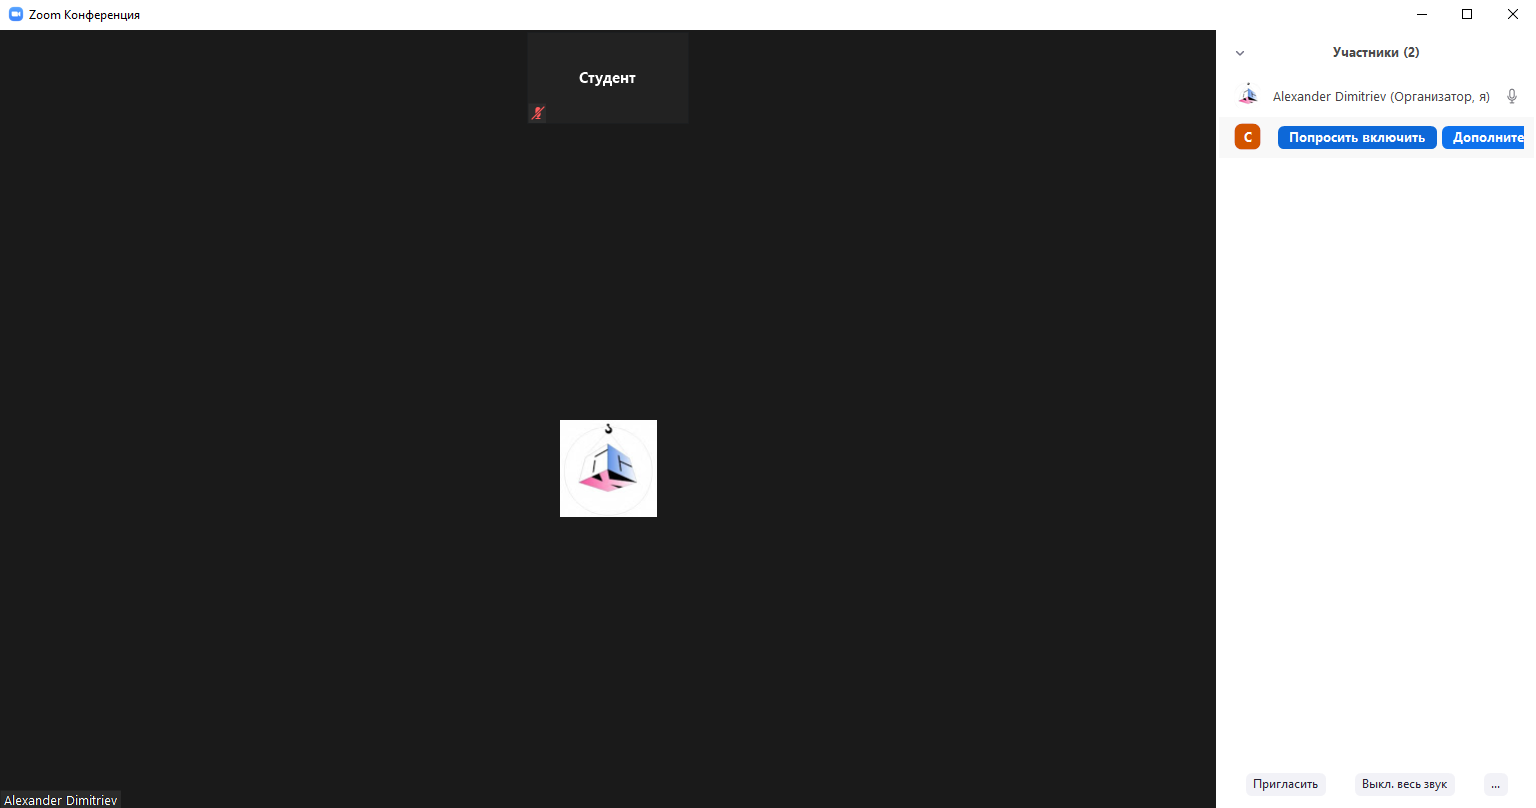 Zoom Конференция
Студент
Alexander Dimitriev
Участники (2)
Alexander Dimitriev (Организатор, я)
С
Попросить включить
Дополните
Пригласить
Выкл. весь звук
...